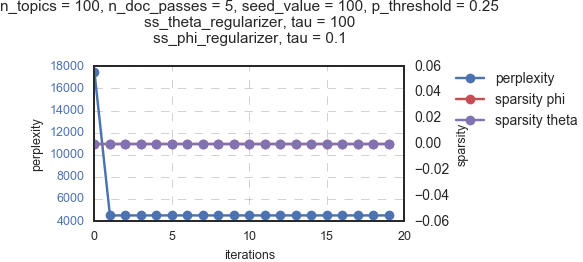 n_topics = 100, n_doc_passes = 5, seed_value = 100, p_threshold = 0.25
ss_theta_regularizer, tau = 100
ss_phi_regularizer, tau = 0.1
18000
16000
14000
12000
10000
8000
6000
4000
perplexity
0
5
10
15
20
iterations
0.06
0.04
0.02
0.00
−0.02
−0.04
−0.06
sparsity
perplexity
sparsity phi
sparsity theta